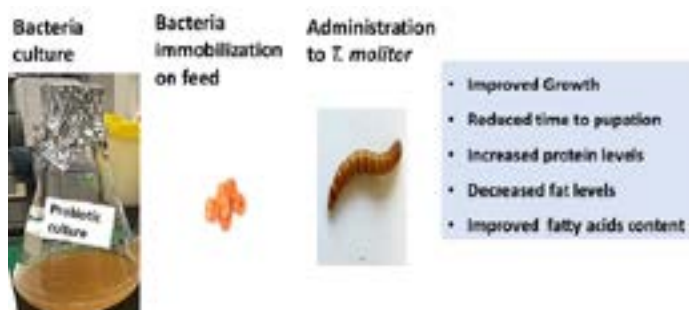 Bacteria
culture
Bacteria
immobilization
on feed
Administration
to T. molitor
Probiotic
culture
• Improved Growth
• Reduced time to pupation
• Increased protein levels
• Decreased fat levels
• Improved fatty acids content